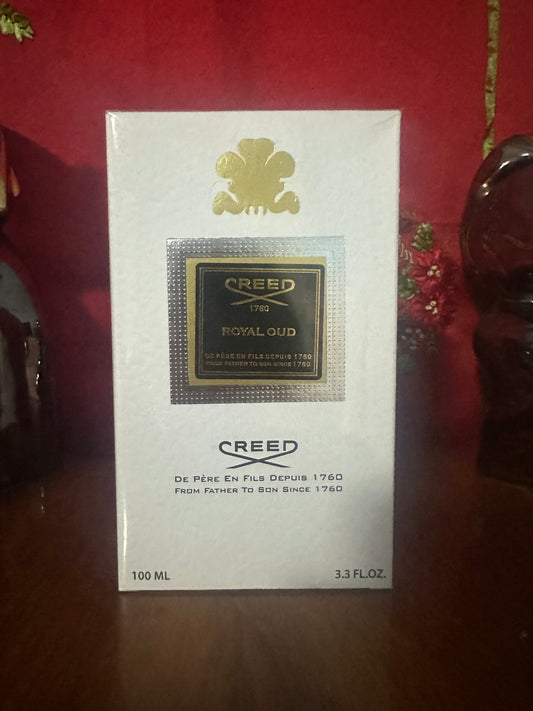 CREED
1760
ROYAL OUD
DE PÈRE EN FILS DEPUIS 1760
FROM FATHER TO SON SINCE 1760
CREED
DE PÈRE EN FILS DEPUIS 1760
FROM FATHER TO SON SINCE 1760
100 ML 3.3 FL.OZ.